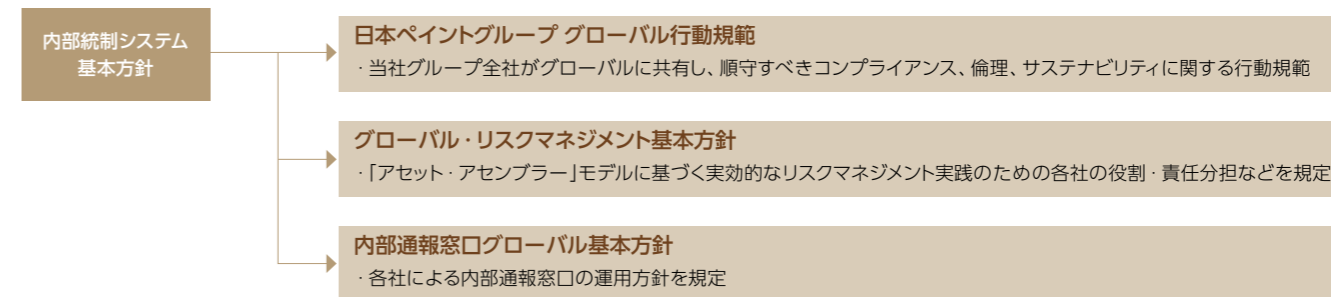 内部統制システム
基本方針
日本ペイントグループ グローバル行動規範
・当社グループ全社がグローバルに共有し、順守すべきコンプライアンス、倫理、サステナビリティに関する行動規範
グローバル・リスクマネジメント基本方針
・「アセット・アセンブラー」モデルに基づく実効的なリスクマネジメント実践のための各社の役割・責任分担などを規定
内部通報窓口グローバル基本方針
・各社による内部通報窓口の運用方針を規定